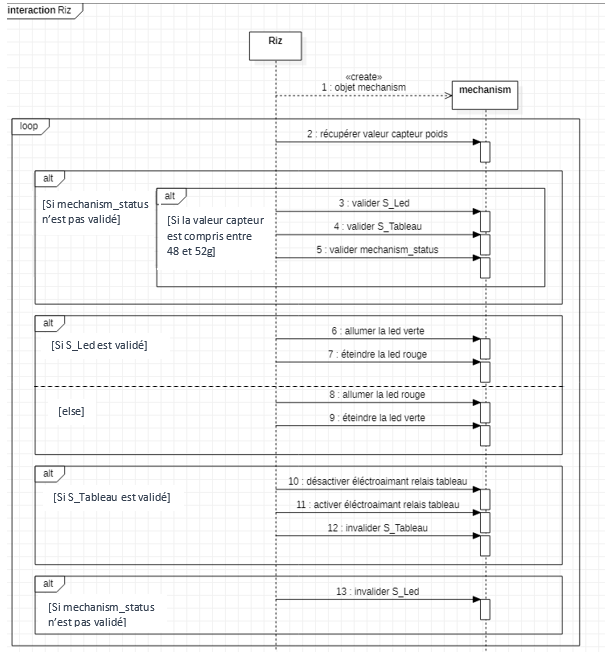 interaction Riz
Riz
«create»
1 : objet mechanism
mechanism
loop
2 : récupérer valeur capteur poids
alt
[Si mechanism_status
n'est pas validé]
alt
[Si la valeur capteur
est compris entre
48 et 52g]
3 : valider S_Led
4 : valider S_Tableau
5 : valider mechanism_status
alt
[Si S_Led est validé]
6 : allumer la led verte
7 : éteindre la led rouge
[else]
8 : allumer la led rouge
9 : éteindre la led verte
alt
[Si S_Tableau est validé]
10 : désactiver éléctroaimant relais tableau
11 : activer éléctroaimant relais tableau
12 : invalider S_Tableau
alt
[Si mechanism_status
n'est pas validé]
13 : invalider S_Led